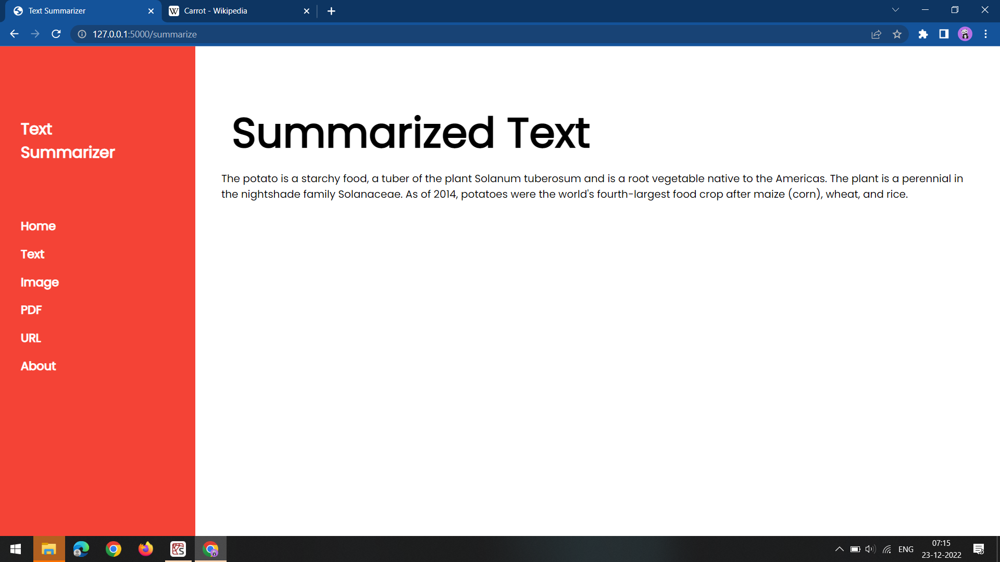 Text Summarizer
Carrot - Wikipedia
127.0.0.1:5000/summarize
Text
Summarizer
Home
Text
Image
PDF
URL
About
Summarized Text
The potato is a starchy food, a tuber of the plant Solanum tuberosum and is a root vegetable native to the Americas. The plant is a perennial in
the nightshade family Solanaceae. As of 2014, potatoes were the world's fourth-largest food crop after maize (corn), wheat, and rice.
ENG
07:15
23-12-2022